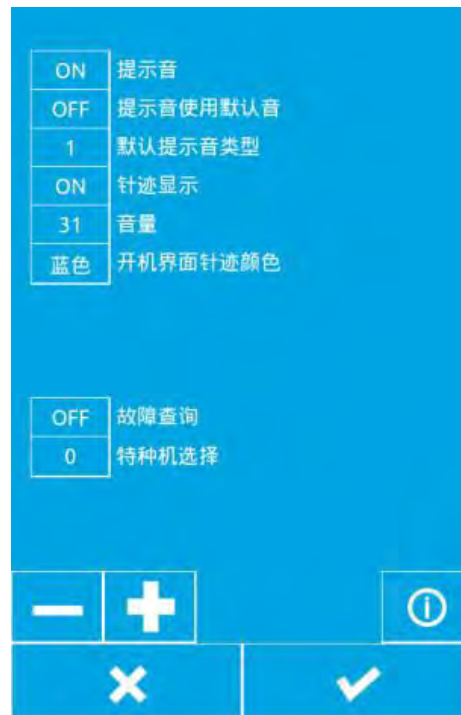 ON 提示音
OFF 提示音使用默认音
1 默认提示音类型
ON 针迹显示
31 音量
蓝色 开机界面针迹颜色
OFF 故障查询
0 特种机选择